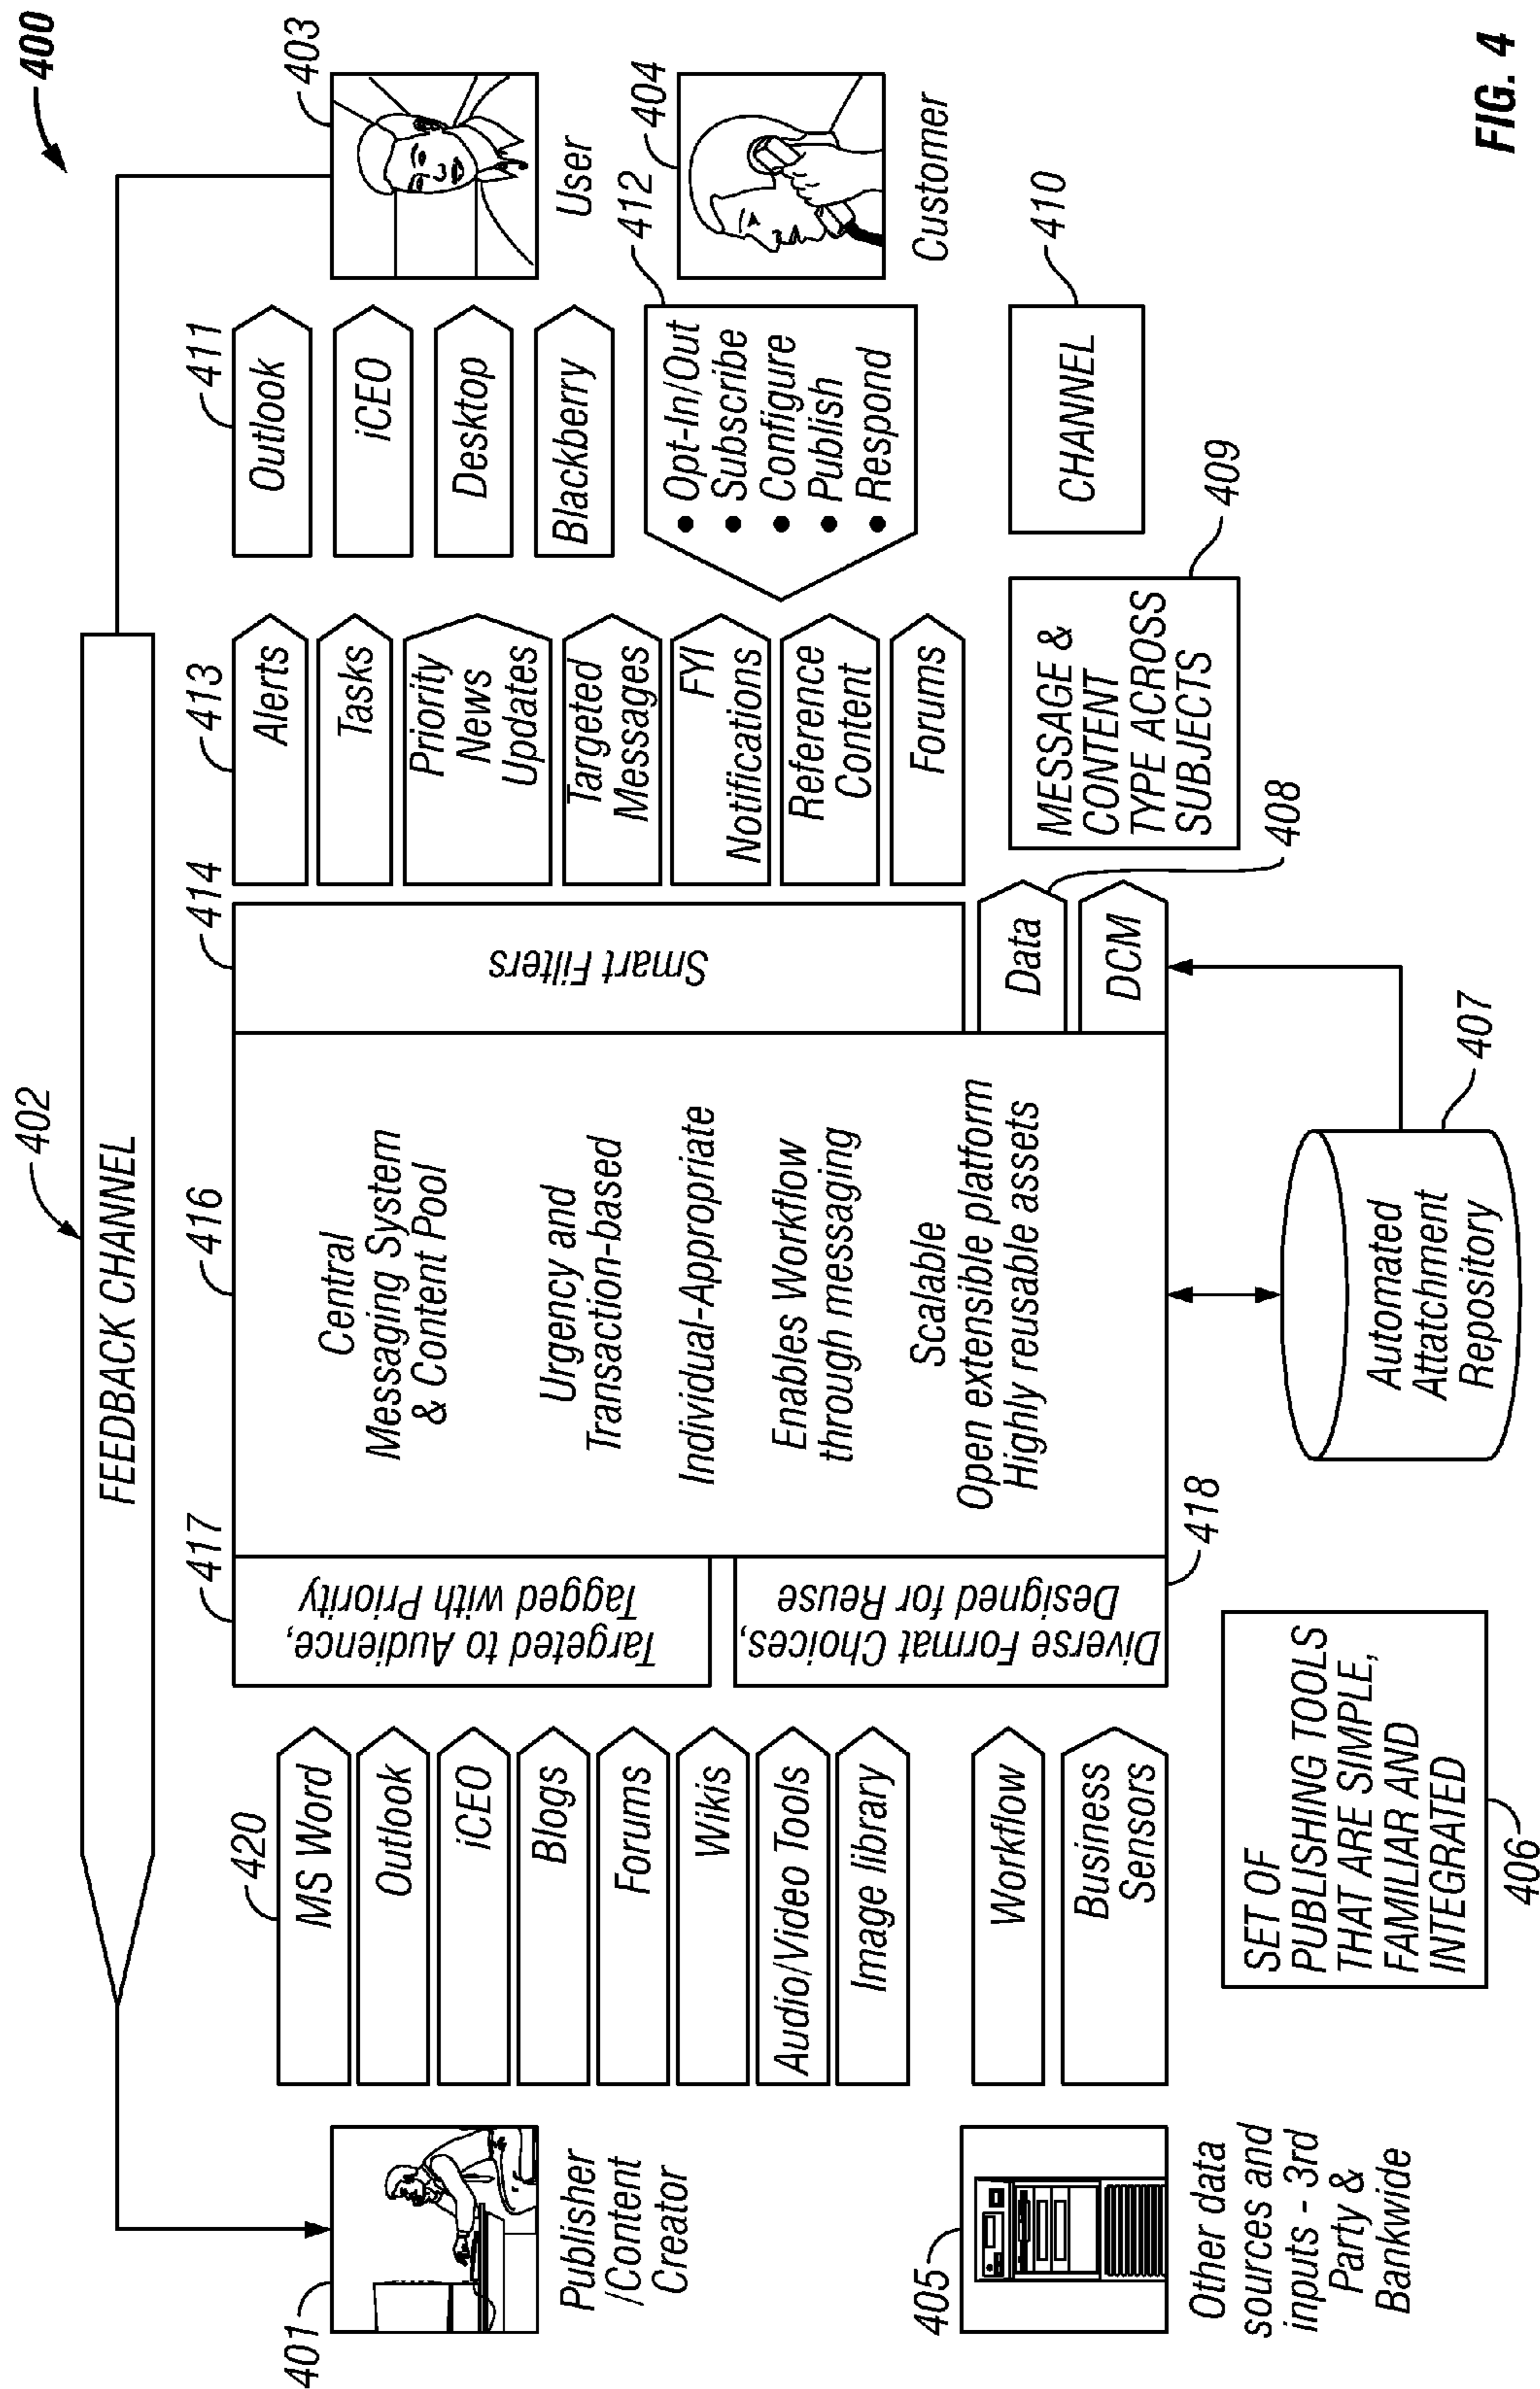 400
402
FEEDBACK CHANNEL
401
Publisher
/Content
Creator
405
Other data
sources and
inputs - 3rd
Party &
Bankwide
420
MS Word
Outlook
iCEO
Blogs
Forums
Wikis
Audio/Video Tools
Image library
Workflow
Business
Sensors
SET OF
PUBLISHING TOOLS
THAT ARE SIMPLE,
FAMILIAR AND
INTEGRATED
406
417
Targeted to Audience,
Tagged with Priority
Diverse Format Choices,
Designed for Reuse
418
416
Central
Messaging System
& Content Pool
Urgency and
Transaction-based
Individual-Appropriate
Enables Workflow
through messaging
Scalable
Open extensible platform
Highly reusable assets
Automated
Attatchment
Repository
407
414
Smart Filters
Data
DCM
408
413
Alerts
Tasks
Priority
News
Updates
Targeted
Messages
FYI
Notifications
Reference
Content
Forums
MESSAGE &
CONTENT
TYPE ACROSS
SUBJECTS
409
411
Outlook
iCEO
Desktop
Blackberry
412
• Opt-In/Out
• Subscribe
• Configure
• Publish
• Respond
CHANNEL
410
403
User
404
Customer
FIG. 4